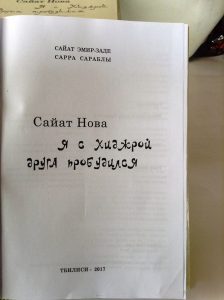 Сайат Нова
САЙАТ ЭМИР-ЗАДЕ
САРРА САРАБЛЫ
Сайат Нова
Я с Хиджрой
друга пробудился
ТБИЛИСИ - 2017